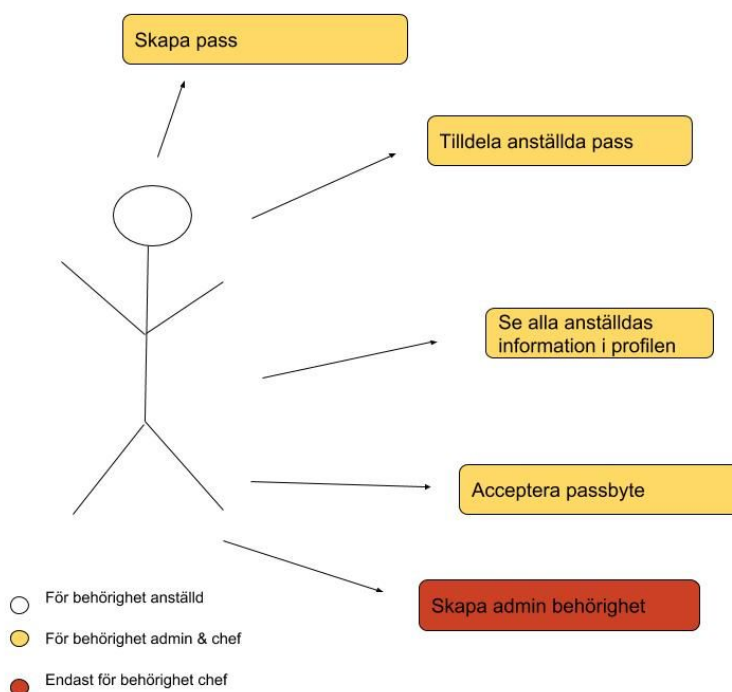 Skapa pass
Tilldela anställda pass
Se alla anställdas
information i profilen
Acceptera passbyte
Skapa admin behörighet
För behörighet anställd
För behörighet admin & chef
Endast för behörighet chef